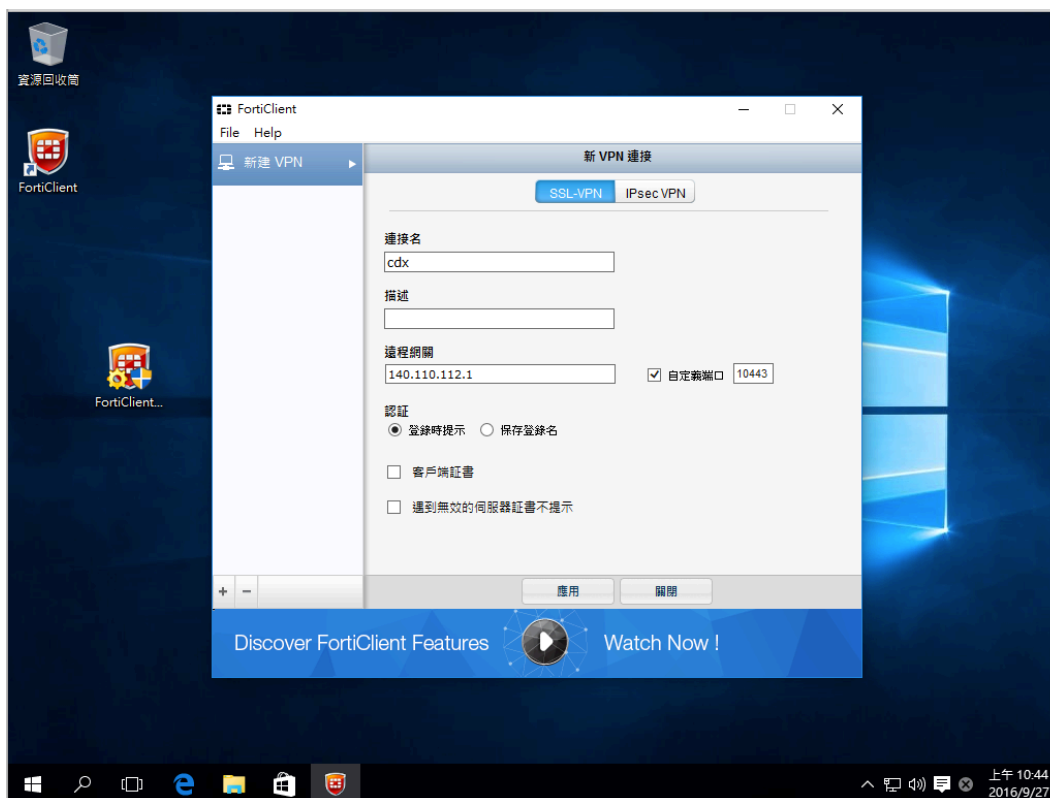 資源回收筒
FortiClient
FortiClient...
FortiClient
File Help
新建 VPN
新 VPN 連接
SSL-VPN IPsec VPN
連接名
cdx
描述
遠程網關
140.110.112.1
自定義端口 10443
認証
登錄時提示 保存登錄名
客戶端証書
遇到無效的伺服器証書不提示
+ −
應用 關閉
Discover FortiClient Features Watch Now !
上午 10:44
2016/9/27